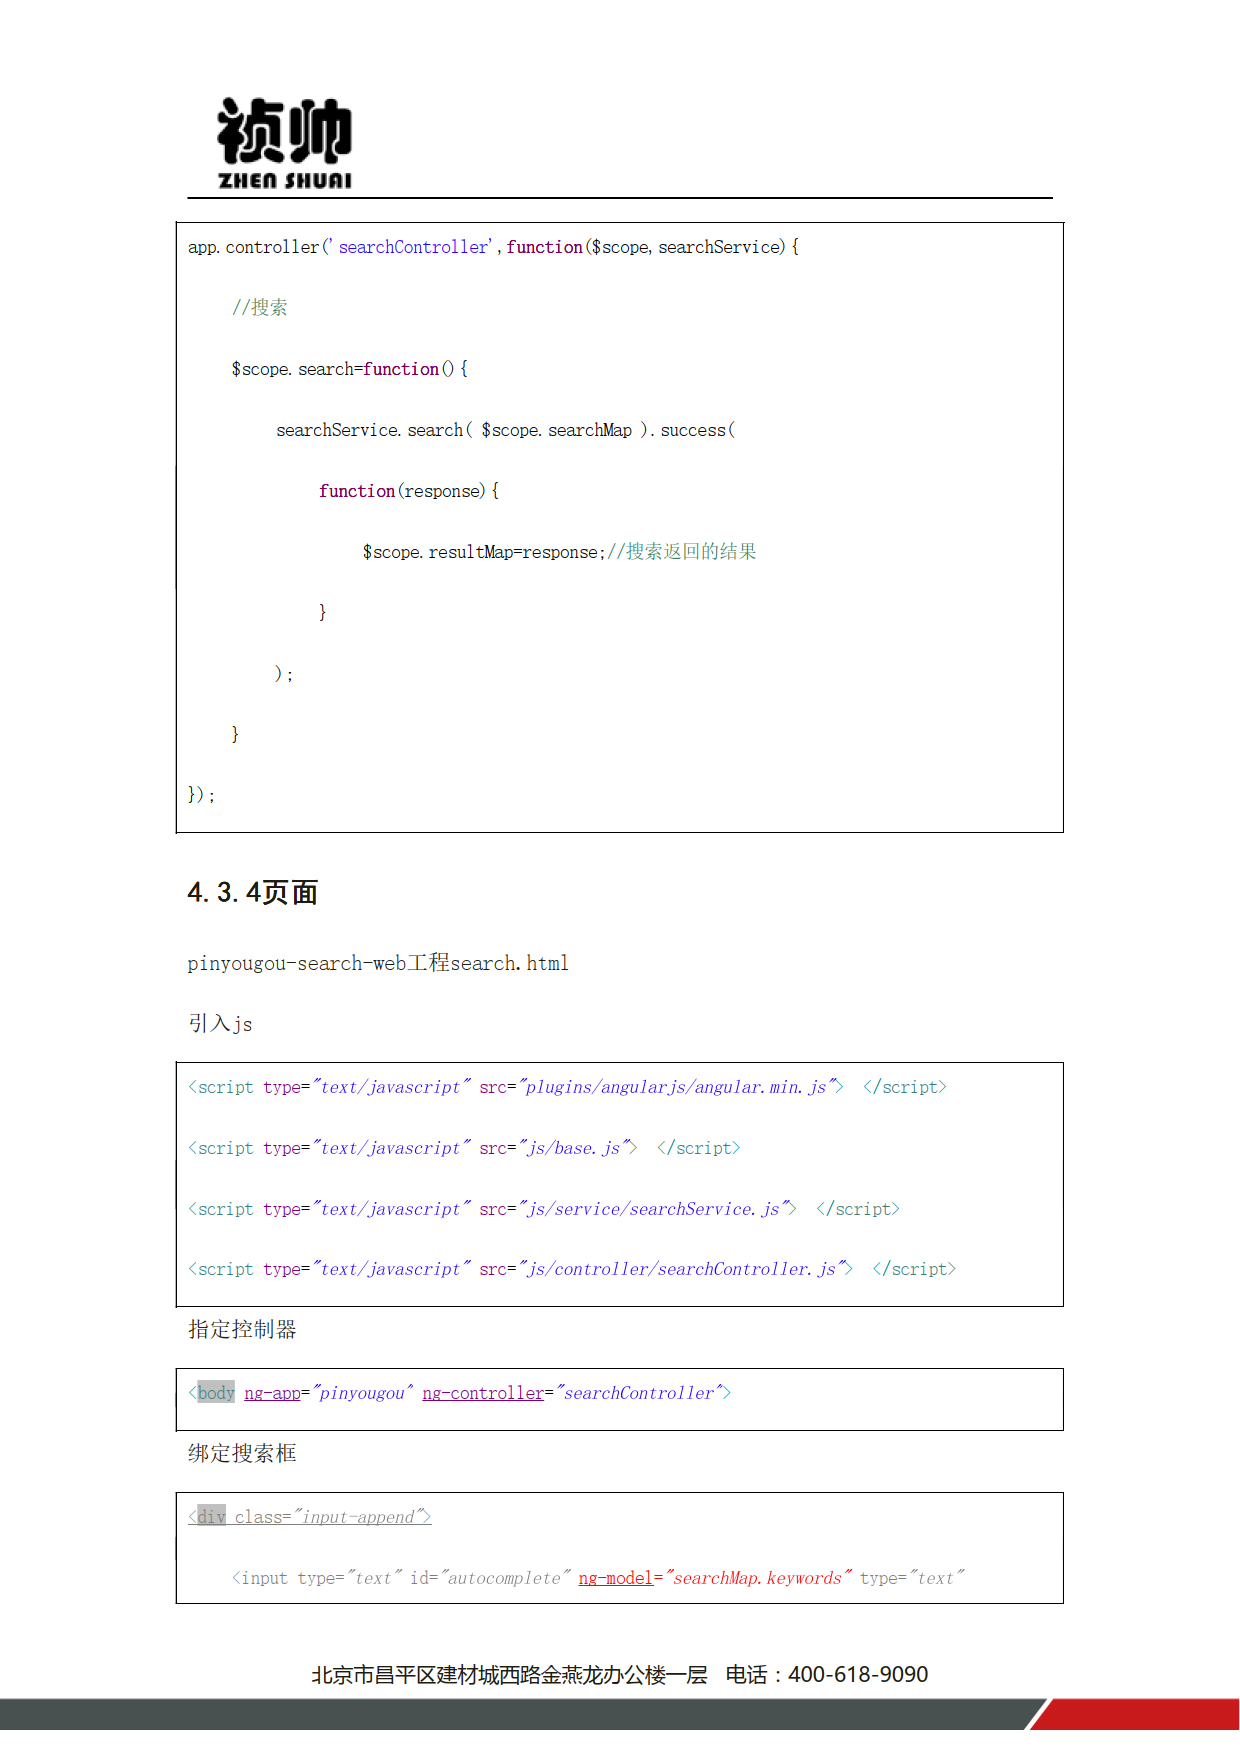 祯帅
ZHEN SHUAI
app.controller('searchController',function($scope,searchService){
//搜索
$scope.search=function(){
searchService.search( $scope.searchMap ).success(
function(response){
$scope.resultMap=response;//搜索返回的结果
}
);
}
});
4.3.4页面
pinyougou-search-web工程search.html
引入js
<script type="text/javascript" src="plugins/angularjs/angular.min.js">  </script>
<script type="text/javascript" src="js/base.js">  </script>
<script type="text/javascript" src="js/service/searchService.js">  </script>
<script type="text/javascript" src="js/controller/searchController.js">  </script>
指定控制器
<body ng-app="pinyougou" ng-controller="searchController">
绑定搜索框
<div class="input-append">
<input type="text" id="autocomplete" ng-model="searchMap.keywords" type="text"
北京市昌平区建材城西路金燕龙办公楼一层   电话：400-618-9090